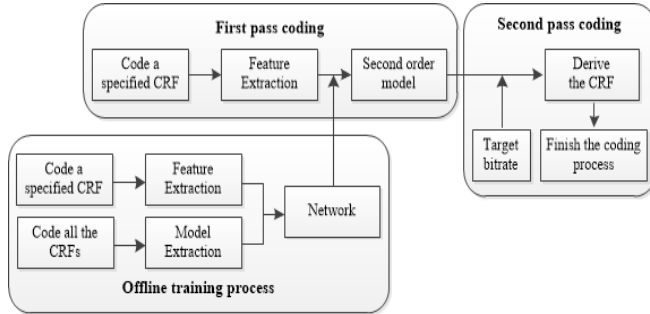 First pass coding
Code a
specified CRF
Feature
Extraction
Second order
model
Second pass coding
Derive
the CRF
Target
bitrate
Finish the coding
process
Code a
specified CRF
Feature
Extraction
Code all the
CRFs
Model
Extraction
Network
Offline training process